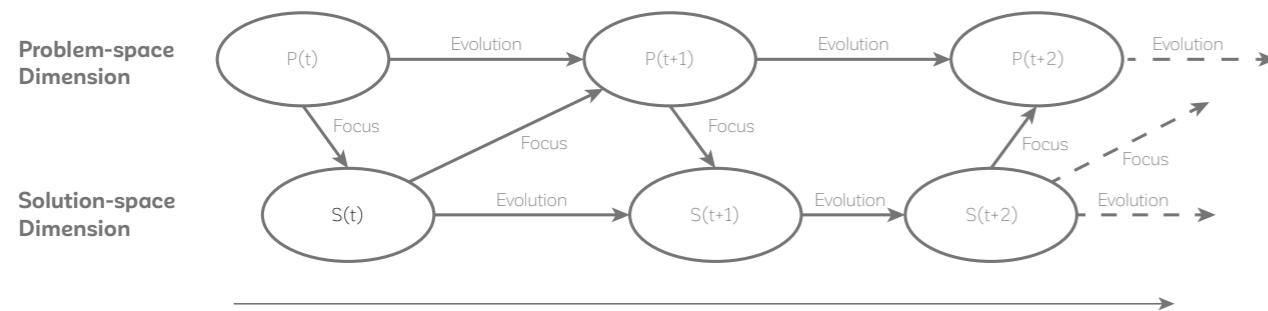 Problem-space
Dimension
P(t)
Evolution
P(t+1)
Evolution
P(t+2)
Evolution
Focus
Focus
Focus
Focus
Focus
Solution-space
Dimension
S(t)
Evolution
S(t+1)
Evolution
S(t+2)
Evolution